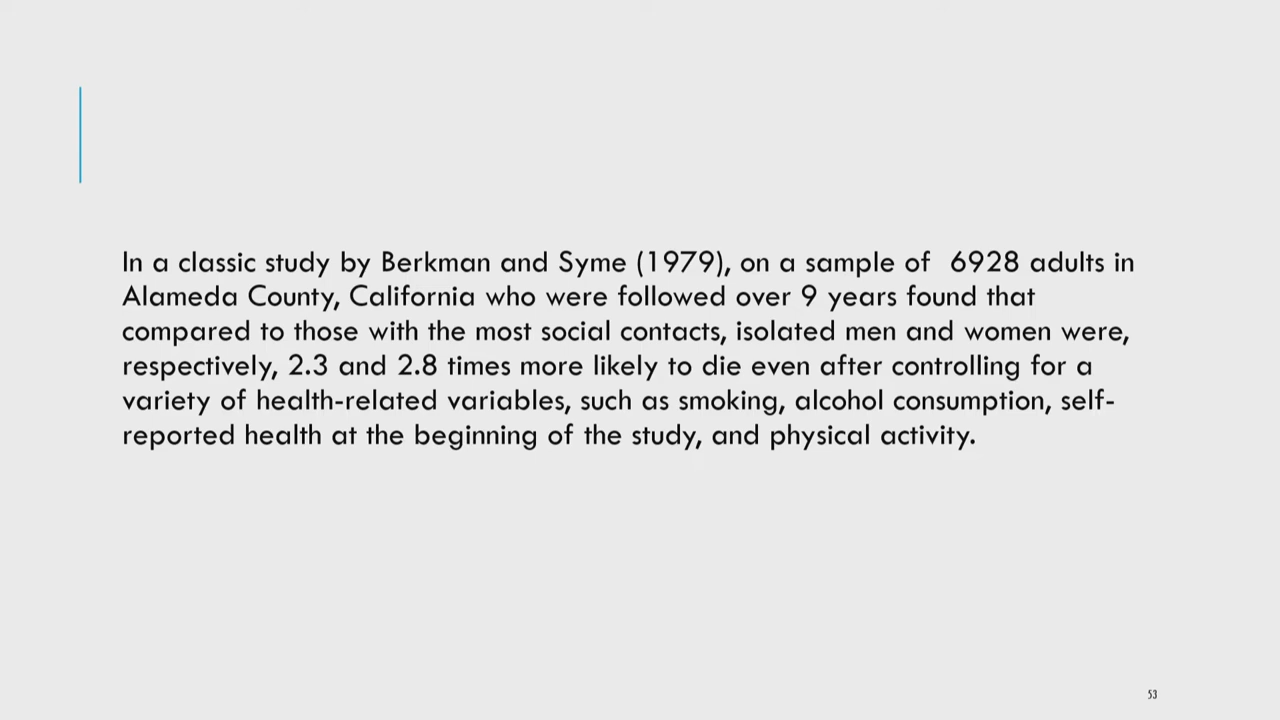 In a classic study by Berkman and Syme (1979), on a sample of  6928 adults in
Alameda County, California who were followed over 9 years found that
compared to those with the most social contacts, isolated men and women were,
respectively, 2.3 and 2.8 times more likely to die even after controlling for a
variety of health-related variables, such as smoking, alcohol consumption, self-
reported health at the beginning of the study, and physical activity.
53